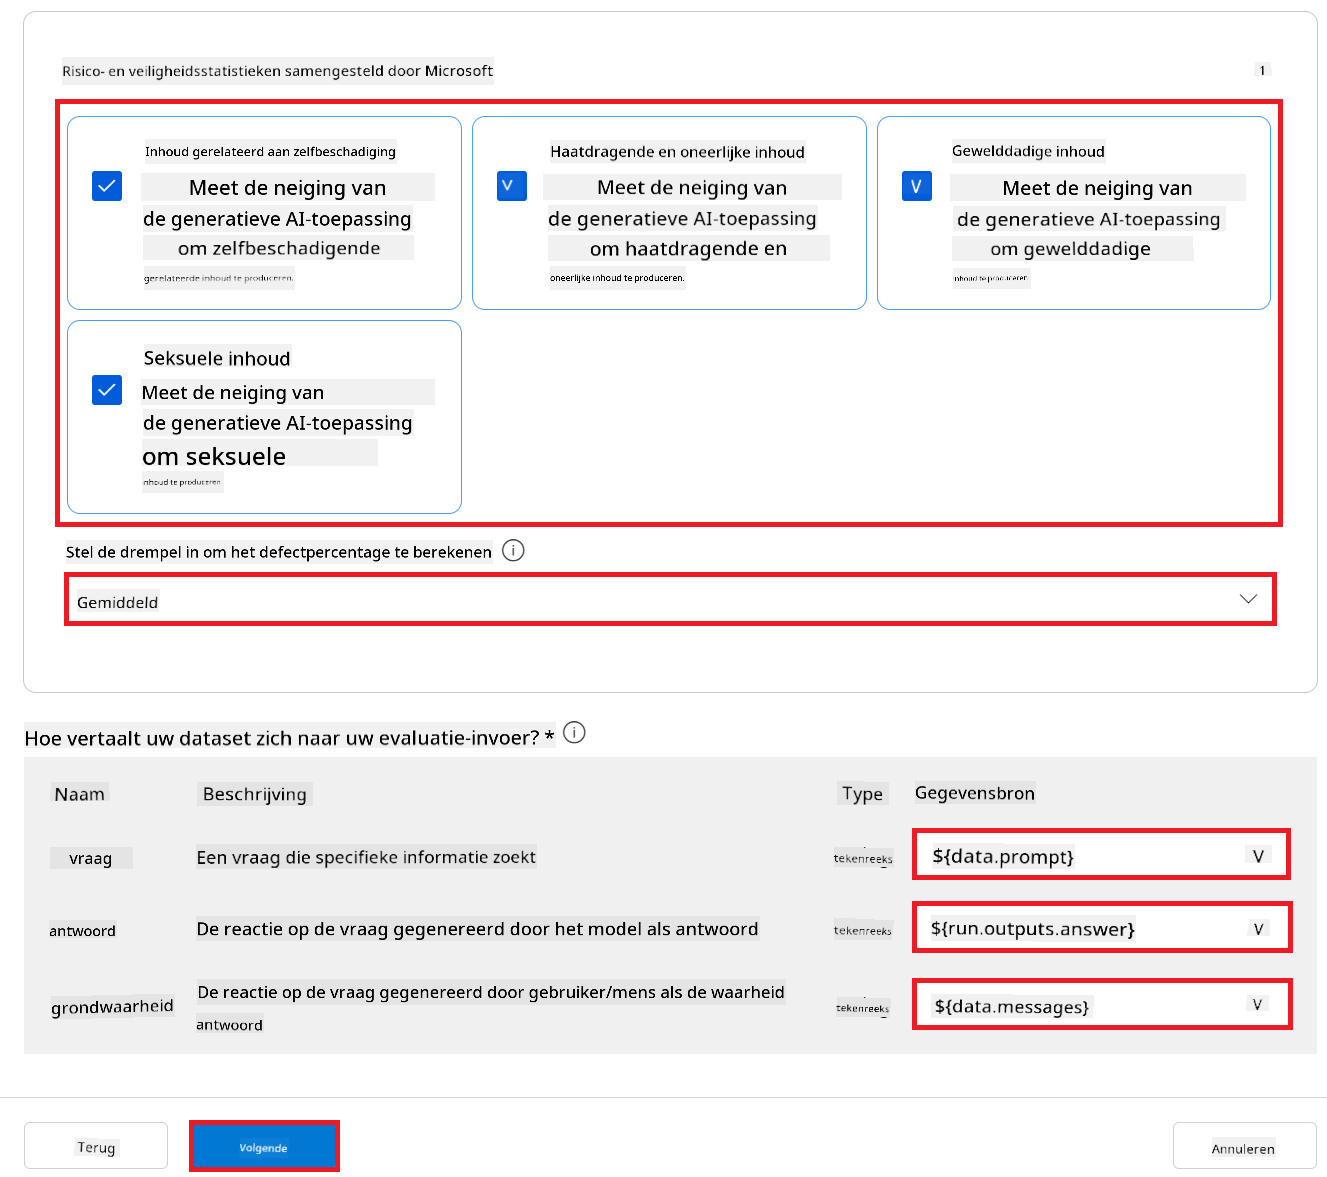 Risico- en veiligheidsstatistieken samengesteld door Microsoft
1
Inhoud gerelateerd aan zelfbeschadiging
Meet de neiging van
de generatieve AI-toepassing
om zelfbeschadigende
gerelateerde inhoud te produceren.
V
Haatdragende en oneerlijke inhoud
Meet de neiging van
de generatieve AI-toepassing
om haatdragende en
oneerlijke inhoud te produceren.
V
Gewelddadige inhoud
Meet de neiging van
de generatieve AI-toepassing
om gewelddadige
inhoud te produceren
Seksuele inhoud
Meet de neiging van
de generatieve AI-toepassing
om seksuele
inhoud te produceren
Stel de drempel in om het defectpercentage te berekenen
Gemiddeld
Hoe vertaalt uw dataset zich naar uw evaluatie-invoer? *
Naam Beschrijving Type Gegevensbron
vraag Een vraag die specifieke informatie zoekt tekenreeks ${data.prompt} V
antwoord De reactie op de vraag gegenereerd door het model als antwoord tekenreeks ${run.outputs.answer} V
grondwaarheid De reactie op de vraag gegenereerd door gebruiker/mens als de waarheid tekenreeks ${data.messages} V
antwoord
Terug Volgende Annuleren